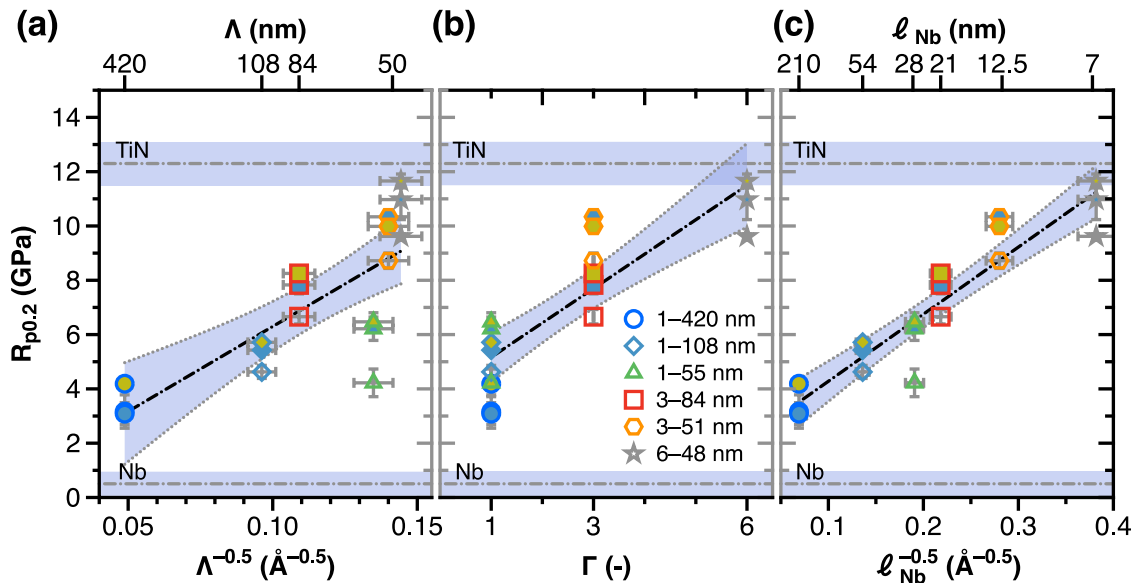 (a)
Λ (nm)
420 108 84 50
(b)
(c)
ℓ Nb (nm)
210 54 28 21 12.5 7
R p0.2 (GPa)
14
12
10
8
6
4
2
0
TiN
Nb
0.05 0.10 0.15
Λ^–0.5 (Å^–0.5)
TiN
Nb
1–420 nm
1–108 nm
1–55 nm
3–84 nm
3–51 nm
6–48 nm
1 3 6
Γ (-)
TiN
Nb
0.1 0.2 0.3 0.4
ℓ Nb^–0.5 (Å^–0.5)